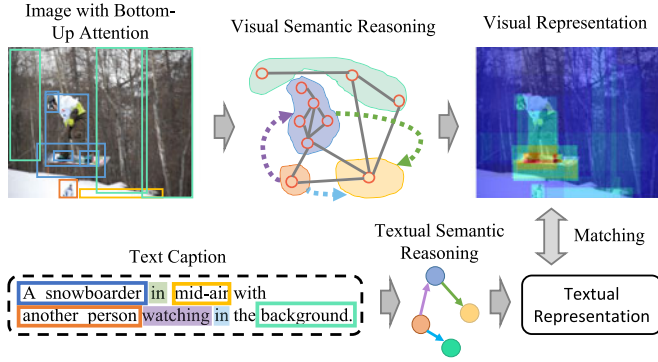 Image with Bottom-
Up Attention
Visual Semantic Reasoning
Visual Representation
Textual Semantic
Reasoning
Matching
Text Caption
A snowboarder in mid-air with
another person watching in the background.
Textual
Representation